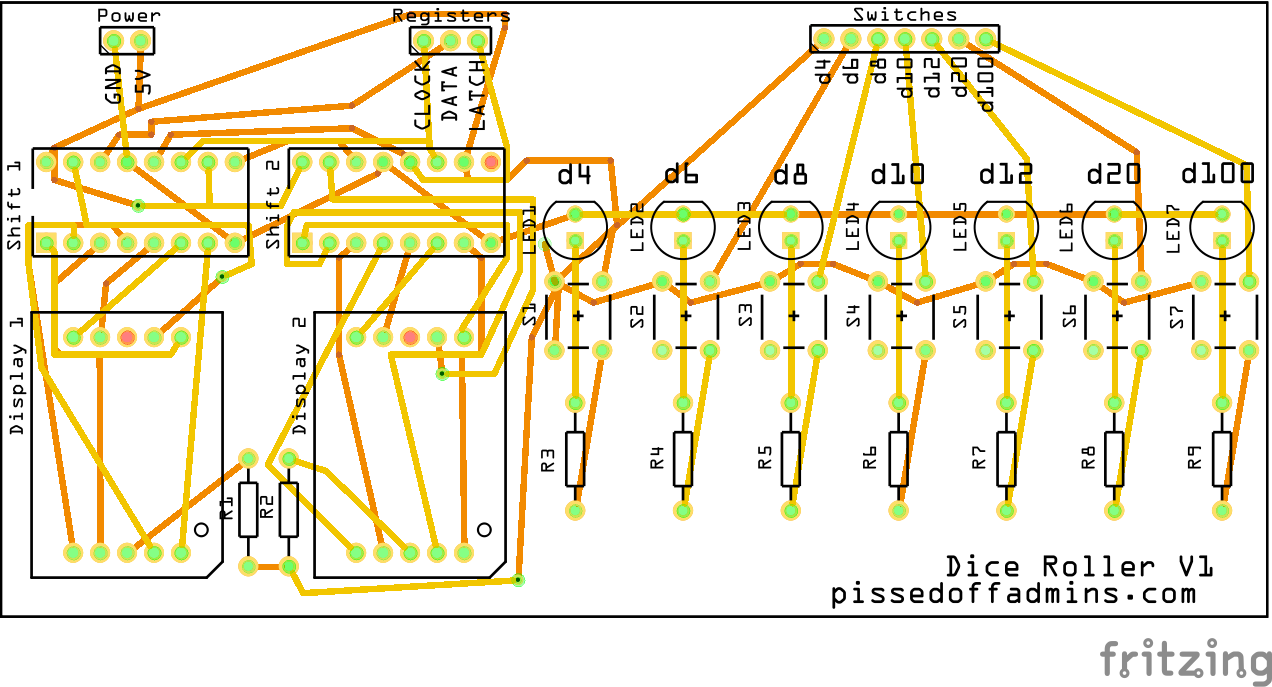 Power
Registers
Switches
GND
5V
CLOCK
DATA
LATCH
d4
d6
d8
d10
d12
d20
d100
Shift 1
Shift 2
d4
d6
d8
d10
d12
d20
d100
LED1
LED2
LED3
LED4
LED5
LED6
LED7
S1
S2
S3
S4
S5
S6
S7
+
+
+
+
+
+
+
Display 1
Display 2
R1
R2
R3
R4
R5
R6
R7
R8
R9
Dice Roller V1
pissedoffadmins.com
fritzing